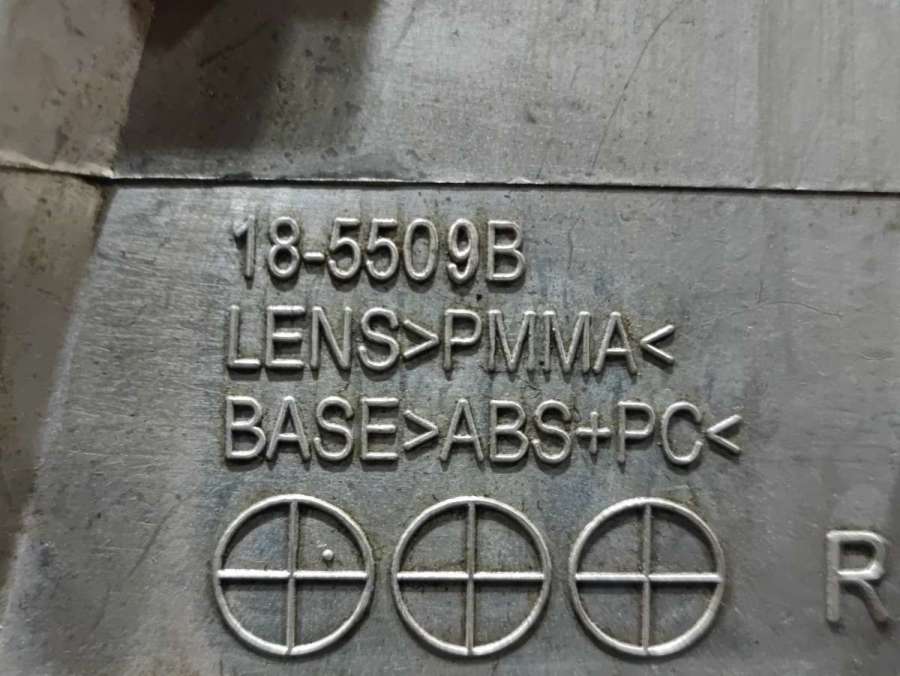 18-5509B
LENS>PMMA<
BASE>ABS+PC<
R